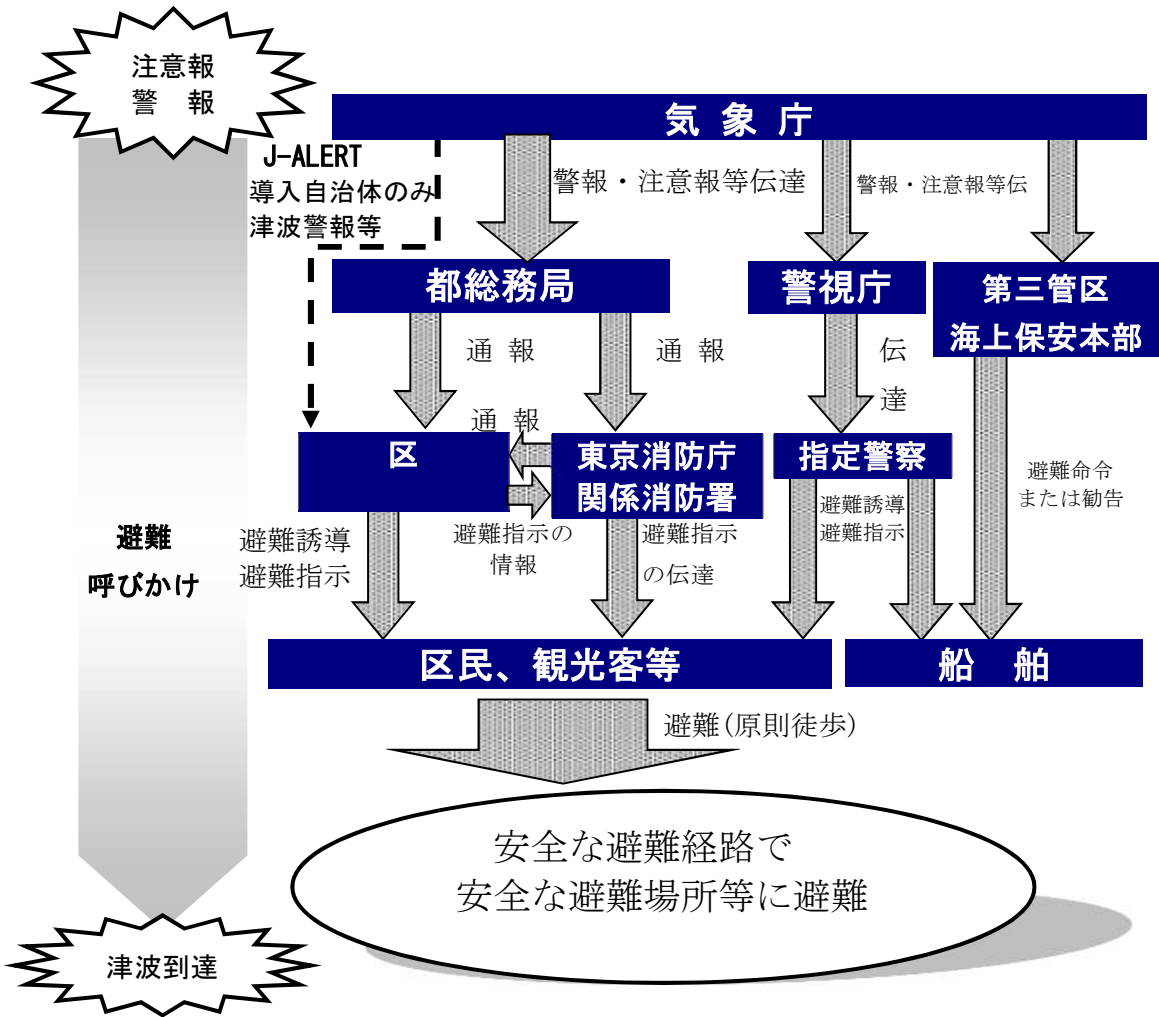 注意報
警　報
気 象 庁
J-ALERT
導入自治体のみ
津波警報等
警報・注意報等伝達
警報・注意報等伝
都総務局
警視庁
第三管区
海上保安本部
通 報
通 報
伝
達
通 報
区
東京消防庁
関係消防署
指定警察
避難命令
または勧告
避難
呼びかけ
避難誘導
避難指示
避難指示の
情報
避難指示
の伝達
避難誘導
避難指示
区民、観光客等
船　舶
避難(原則徒歩)
安全な避難経路で
安全な避難場所等に避難
津波到達